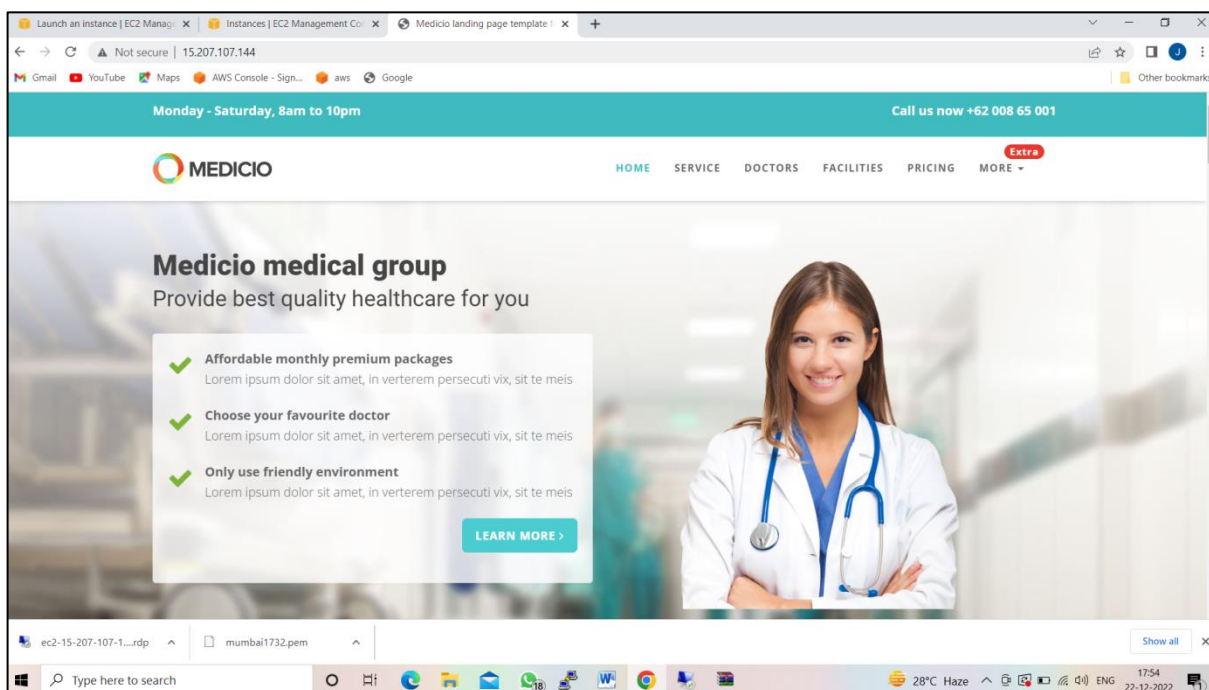 Launch an instance | EC2 Manage
Instances | EC2 Management Con
Medicio landing page template f
Not secure | 15.207.107.144
J
Gmail YouTube Maps AWS Console - Sign... aws Google Other bookmarks
Monday - Saturday, 8am to 10pm Call us now +62 008 65 001
Extra
MEDICIO HOME SERVICE DOCTORS FACILITIES PRICING MORE
Medicio medical group
Provide best quality healthcare for you
Affordable monthly premium packages
Lorem ipsum dolor sit amet, in verterem persecuti vix, sit te meis
Choose your favourite doctor
Lorem ipsum dolor sit amet, in verterem persecuti vix, sit te meis
Only use friendly environment
Lorem ipsum dolor sit amet, in verterem persecuti vix, sit te meis
LEARN MORE >
ec2-15-207-107-1....rdp mumbai1732.pem Show all
Type here to search 18 W 28°C Haze ENG 17:54
22-12-2022 1